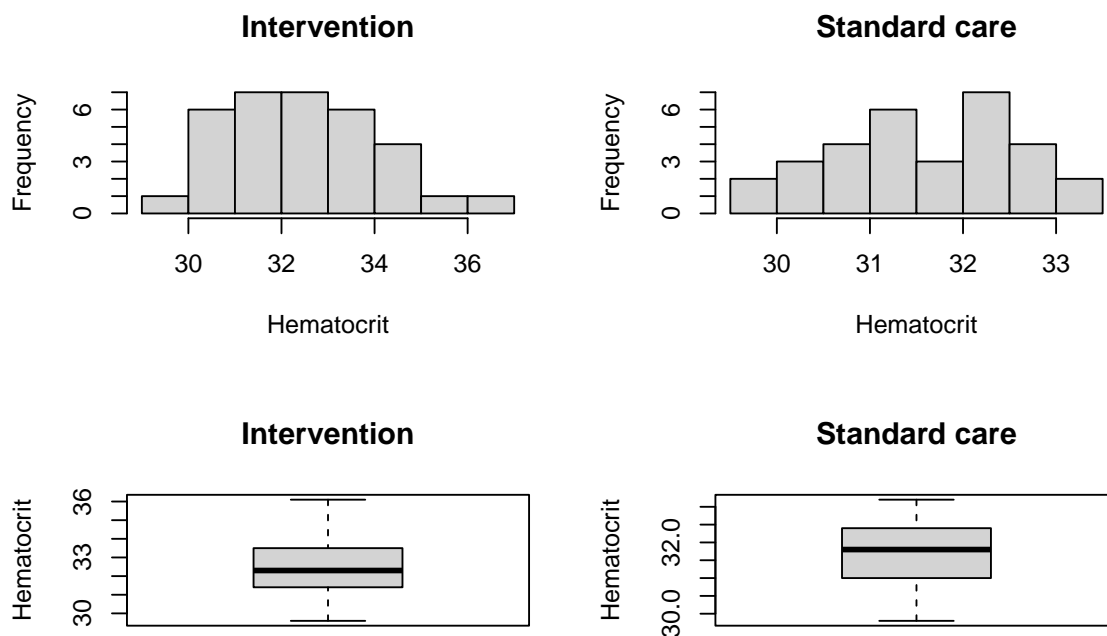 Intervention
Frequency
0 3 6
30 32 34 36
Hematocrit
Standard care
Frequency
0 3 6
30 31 32 33
Hematocrit
Intervention
Hematocrit
30 33 36
Standard care
Hematocrit
30.0 32.0